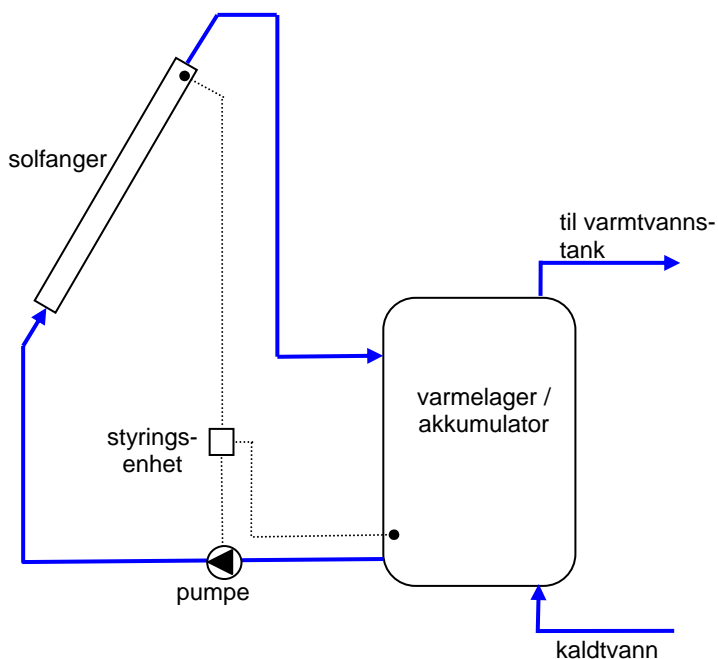 solfanger
til varmtvanns-
tank
varmelager /
akkumulator
styrings-
enhet
pumpe
kaldtvann